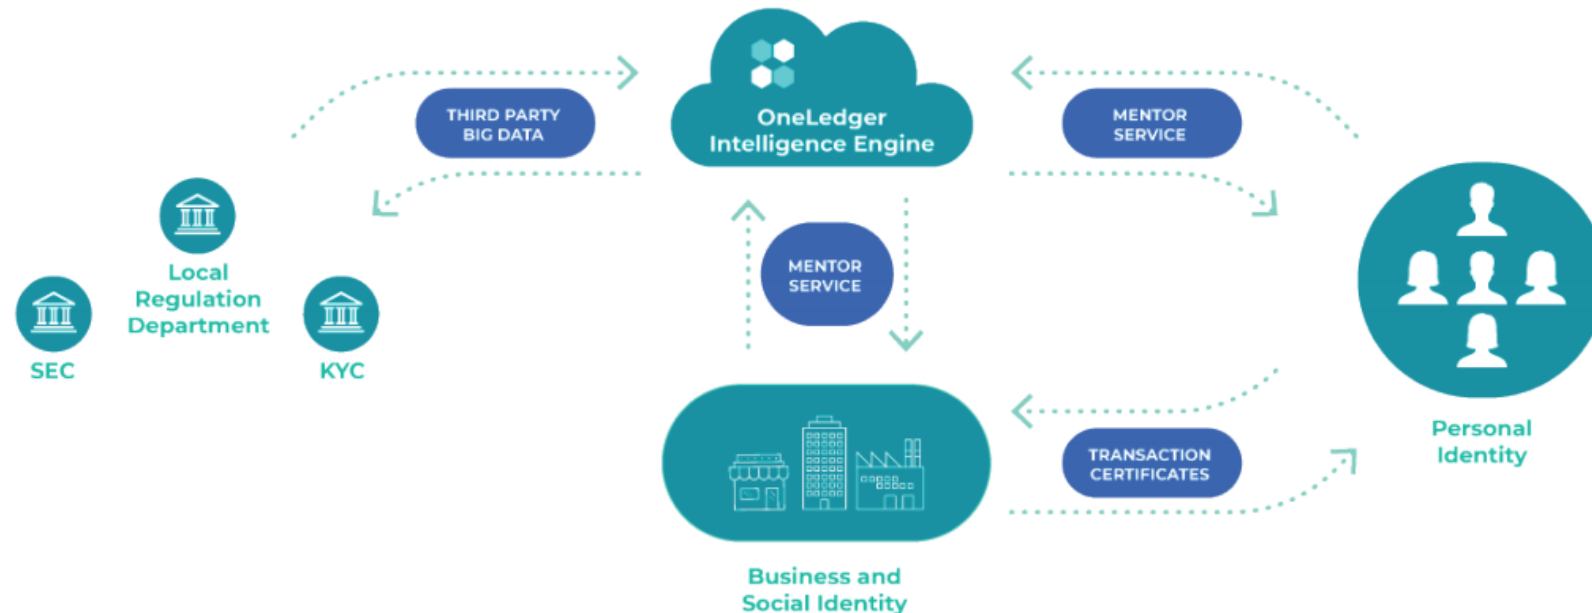 THIRD PARTY
BIG DATA
OneLedger
Intelligence Engine
MENTOR
SERVICE
MENTOR
SERVICE
Local
Regulation
Department
SEC
KYC
TRANSACTION
CERTIFICATES
Personal
Identity
Business and
Social Identity